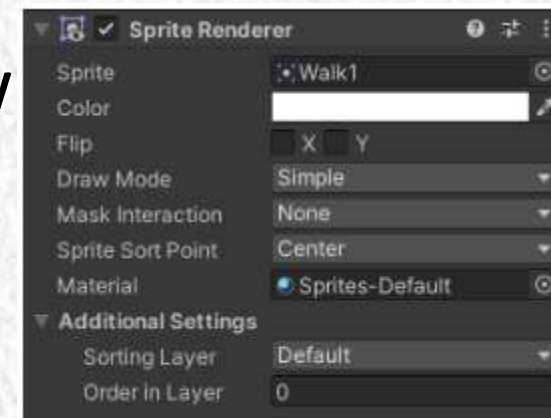 y
Sprite Renderer
Sprite Walk1
Color
Flip X Y
Draw Mode Simple
Mask Interaction None
Sprite Sort Point Center
Material Sprites-Default
Additional Settings
Sorting Layer Default
Order in Layer 0